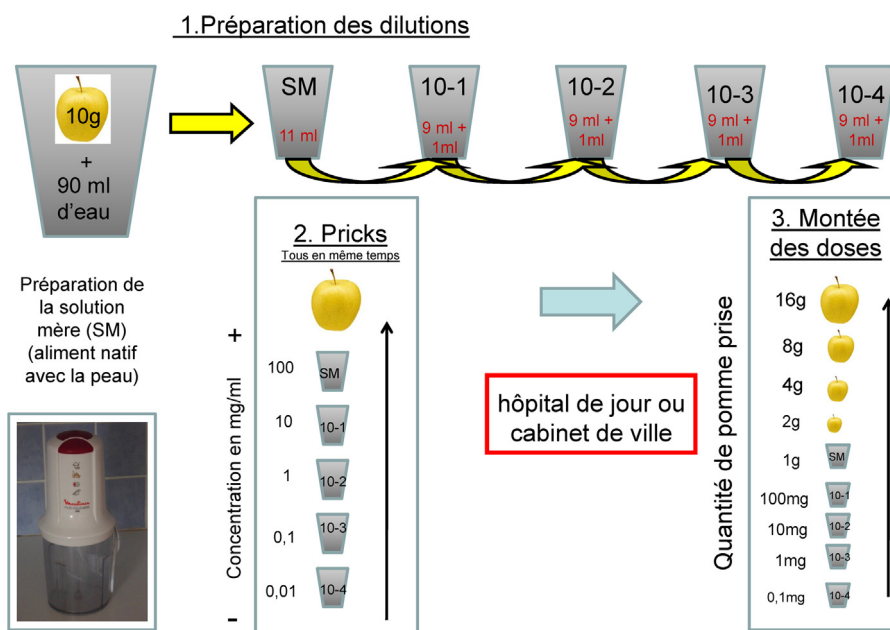 1.Préparation des dilutions
10g
+
90 ml
d'eau
SM
11 ml
10-1
9 ml +
1ml
10-2
9 ml +
1ml
10-3
9 ml +
1ml
10-4
9 ml +
1ml
Préparation de
la solution
mère (SM)
(aliment natif
avec la peau)
Moulinex
2. Pricks
Tous en même temps
+
Concentration en mg/ml
-
100
SM
10
10-1
1
10-2
0,1
10-3
0,01
10-4
hôpital de jour ou
cabinet de ville
3. Montée
des doses
Quantité de pomme prise
16g
8g
4g
2g
1g
SM
100mg
10-1
10mg
10-2
1mg
10-3
0,1mg
10-4